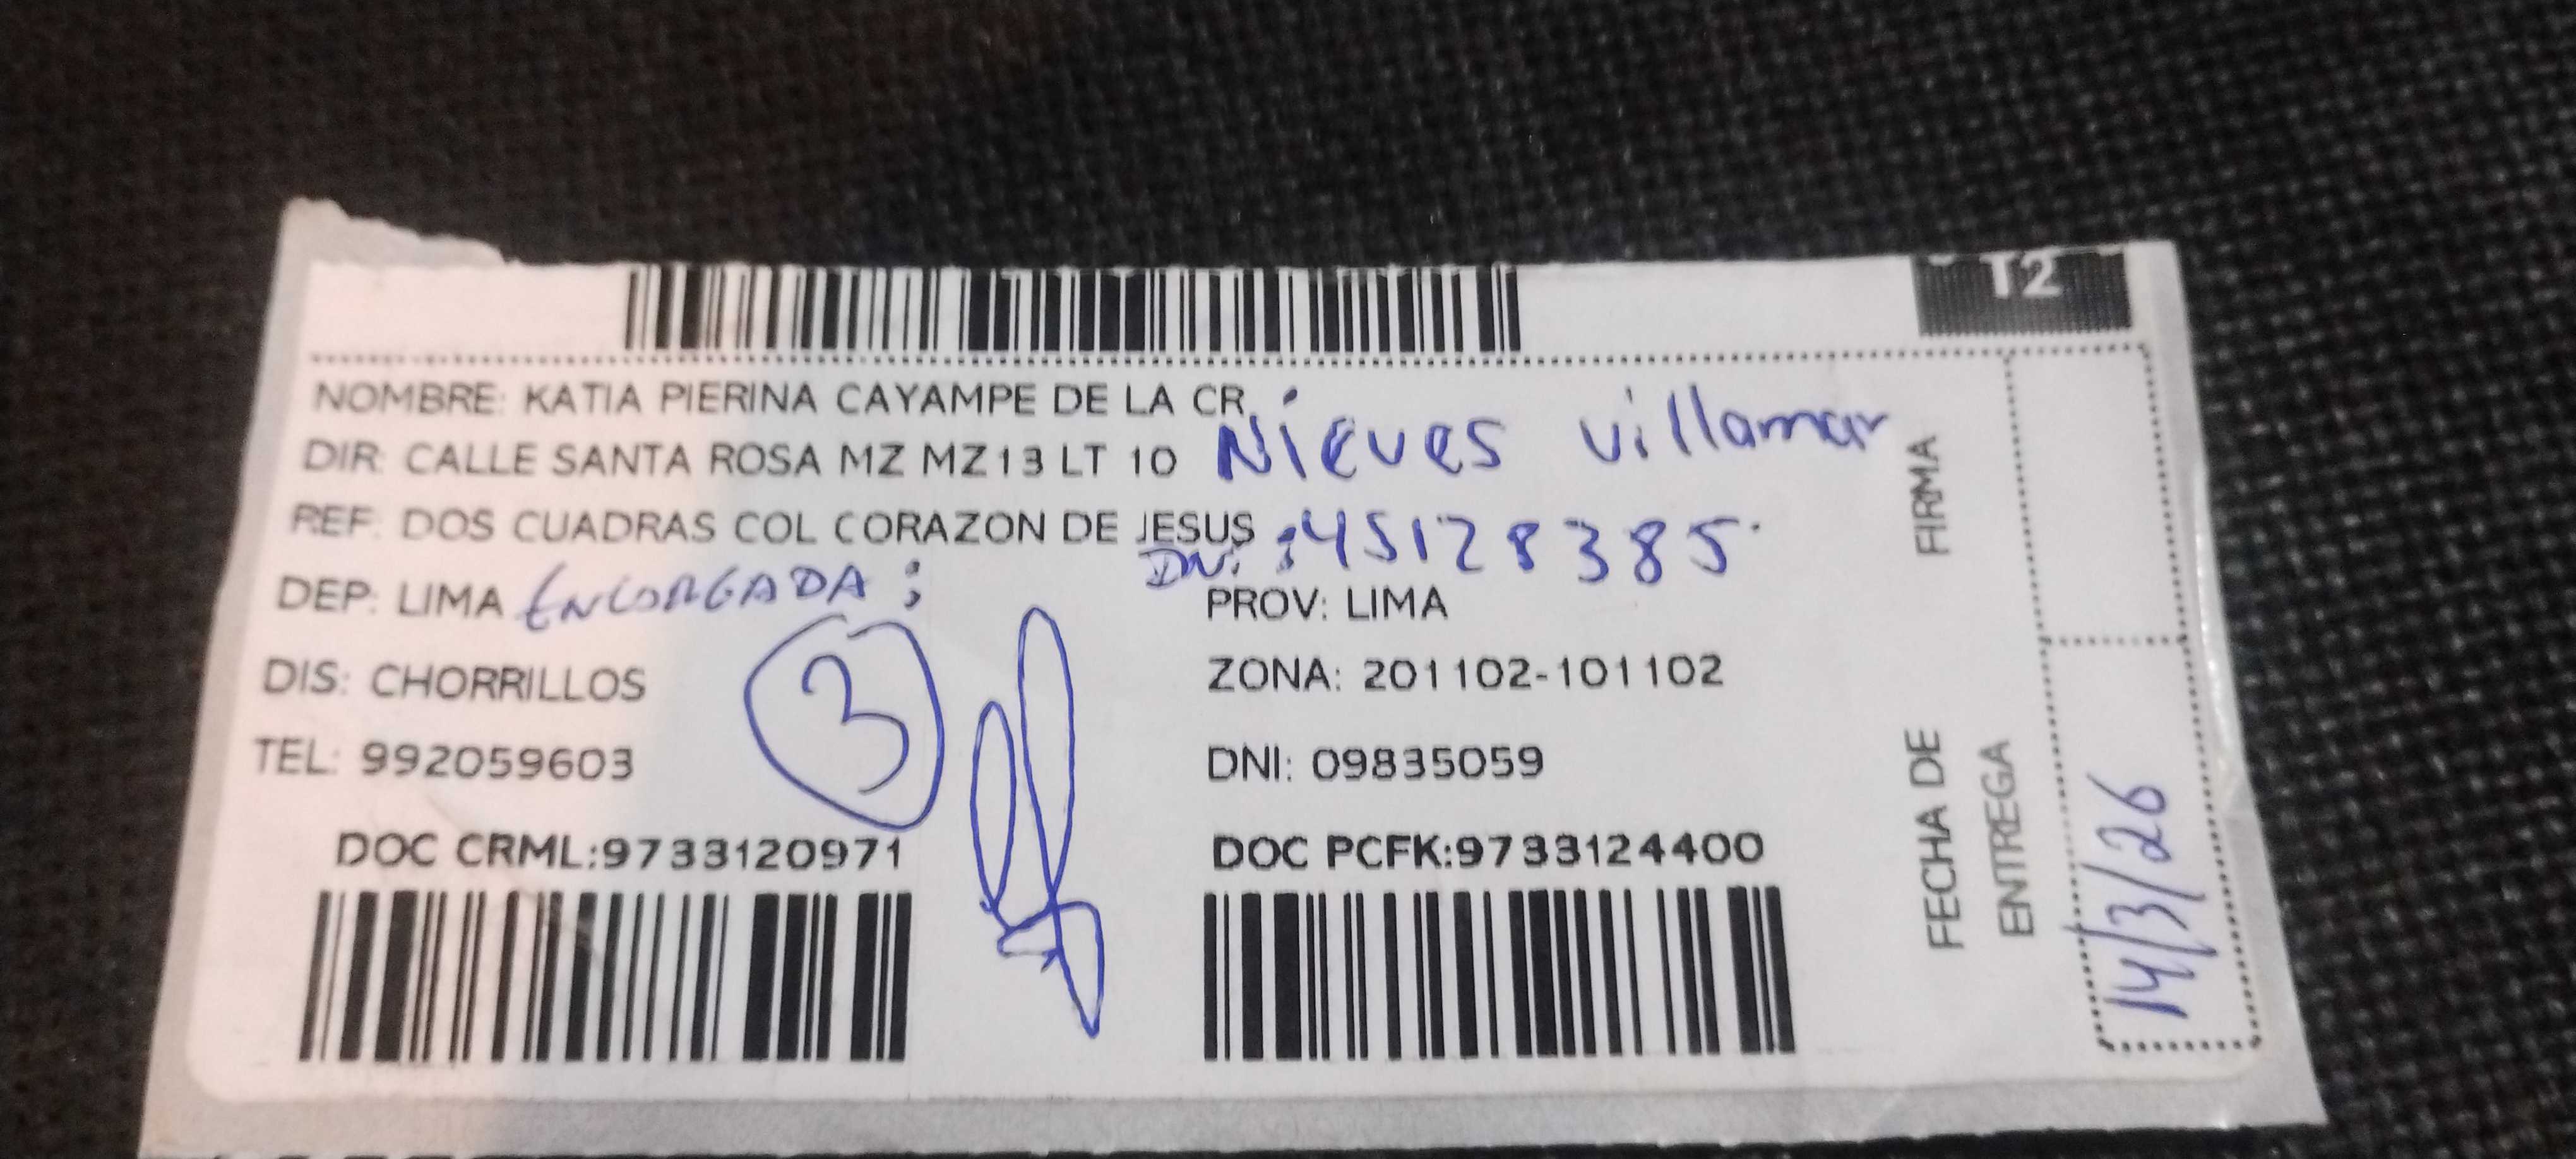 T2
NOMBRE: KATIA PIERINA CAYAMPE DE LA CR
DIR: CALLE SANTA ROSA MZ MZ13 LT 10
Nieves villamar
REF: DOS CUADRAS COL CORAZON DE JESUS
DNI: :45128385.
DEP: LIMA
ENCORGADA:
PROV: LIMA
DIS: CHORRILLOS
3
ZONA: 201102-101102
TEL: 992059603
DNI: 09835059
DOC CRML:9733120971
DOC PCFK:9733124400
FIRMA
FECHA DE
ENTREGA
14/3/26